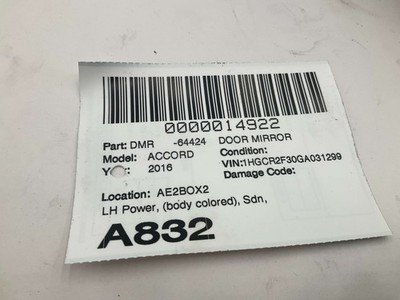 0000014922
Part: DMR -64424 DOOR MIRROR
Model: ACCORD Condition:
Year: 2016 VIN:1HGCR2F30GA031299
Damage Code:
Location: AE2BOX2
LH Power, (body colored), Sdn,
A832